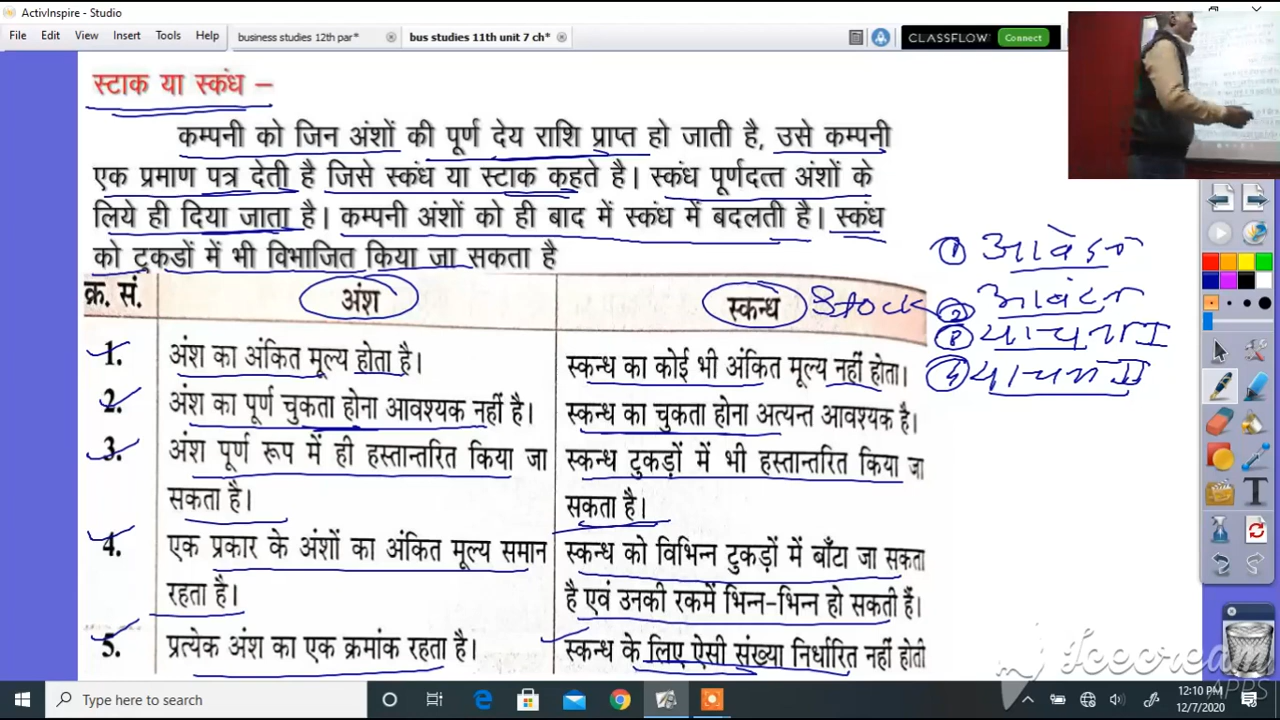 ActivInspire - Studio
File Edit View Insert Tools Help
business studies 12th par*
bus studies 11th unit 7 ch*
CLASSFLOW Connect
स्टाक या स्कंध –
कम्पनी को जिन अंशों की पूर्ण देय राशि प्राप्त हो जाती है, उसे कम्पनी
एक प्रमाण पत्र देती है जिसे स्कंध या स्टाक कहते है। स्कंध पूर्णदत्त अंशों के
लिये ही दिया जाता है। कम्पनी अंशों को ही बाद में स्कंध में बदलती है। स्कंध
को टुकडों में भी विभाजित किया जा सकता है
क्र. सं. अंश स्कन्ध Stock
1. अंश का अंकित मूल्य होता है। स्कन्ध का कोई भी अंकित मूल्य नहीं होता।
2. अंश का पूर्ण चुकता होना आवश्यक नहीं है। स्कन्ध का चुकता होना अत्यन्त आवश्यक है।
3. अंश पूर्ण रूप में ही हस्तान्तरित किया जा स्कन्ध टुकड़ों में भी हस्तान्तरित किया जा
सकता है। सकता है।
4. एक प्रकार के अंशों का अंकित मूल्य समान स्कन्ध को विभिन्न टुकड़ों में बाँटा जा सकता
रहता है। है एवं उनकी रकमें भिन्न-भिन्न हो सकती हैं।
5. प्रत्येक अंश का एक क्रमांक रहता है। स्कन्ध के लिए ऐसी संख्या निर्धारित नहीं होती
① आवेदन
② आबंटन
याचना I
याचना II
Icecream
APPS
Type here to search
12:10 PM
12/7/2020